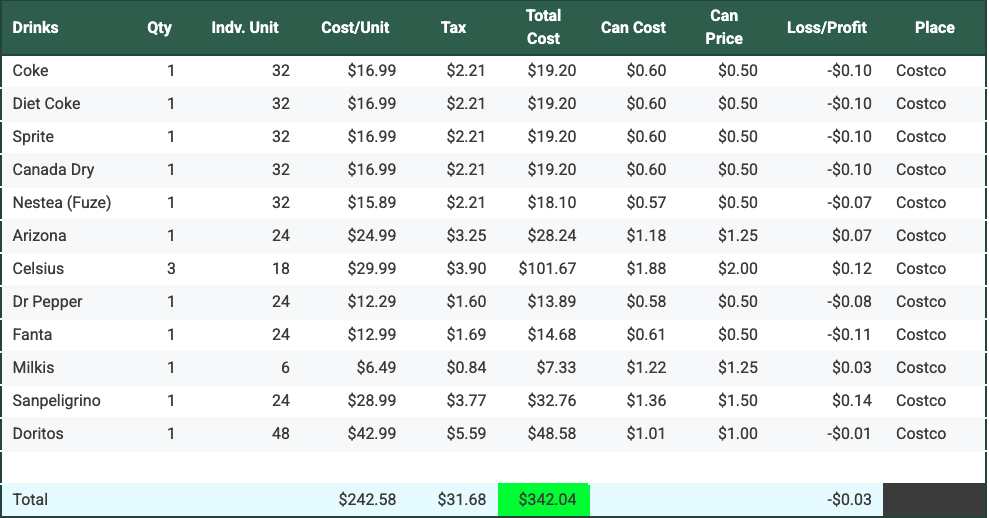 Drinks Qty Indv. Unit Cost/Unit Tax Total Cost Can Cost Can Price Loss/Profit Place
Coke 1 32 $16.99 $2.21 $19.20 $0.60 $0.50 -$0.10 Costco
Diet Coke 1 32 $16.99 $2.21 $19.20 $0.60 $0.50 -$0.10 Costco
Sprite 1 32 $16.99 $2.21 $19.20 $0.60 $0.50 -$0.10 Costco
Canada Dry 1 32 $16.99 $2.21 $19.20 $0.60 $0.50 -$0.10 Costco
Nestea (Fuze) 1 32 $15.89 $2.21 $18.10 $0.57 $0.50 -$0.07 Costco
Arizona 1 24 $24.99 $3.25 $28.24 $1.18 $1.25 $0.07 Costco
Celsius 3 18 $29.99 $3.90 $101.67 $1.88 $2.00 $0.12 Costco
Dr Pepper 1 24 $12.29 $1.60 $13.89 $0.58 $0.50 -$0.08 Costco
Fanta 1 24 $12.99 $1.69 $14.68 $0.61 $0.50 -$0.11 Costco
Milkis 1 6 $6.49 $0.84 $7.33 $1.22 $1.25 $0.03 Costco
Sanpeligrino 1 24 $28.99 $3.77 $32.76 $1.36 $1.50 $0.14 Costco
Doritos 1 48 $42.99 $5.59 $48.58 $1.01 $1.00 -$0.01 Costco
Total $242.58 $31.68 $342.04 -$0.03